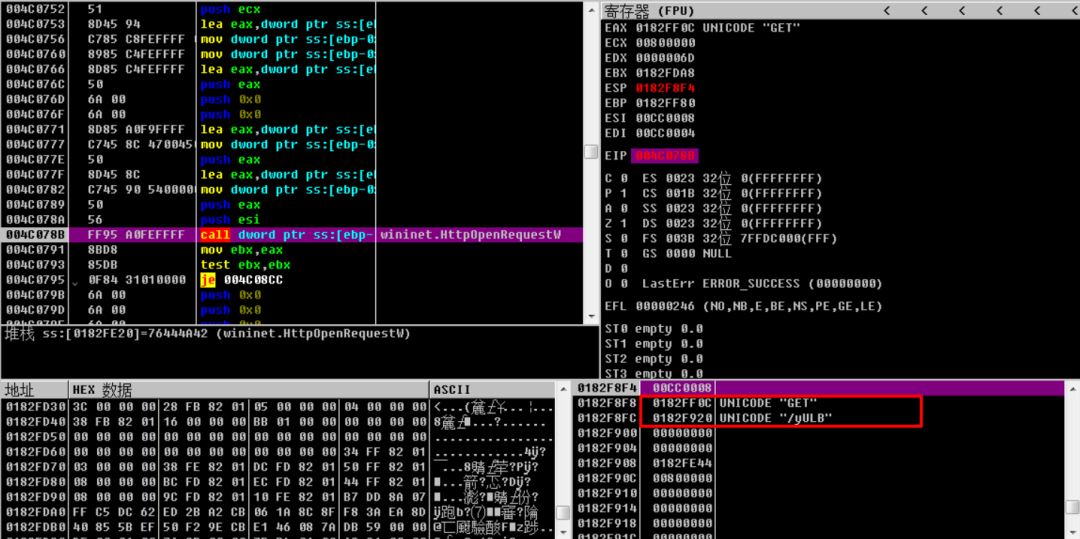 004C0752 51 push ecx
004C0753 8D45 94 lea eax,dword ptr ss:[eb
004C0756 C785 C8FEFFFF mov dword ptr ss:[ebp-0
004C0760 8985 C4FEFFFF mov dword ptr ss:[ebp-0
004C0766 8D85 C4FEFFFF lea eax,dword ptr ss:[eb
004C076C 50 push eax
004C076D 6A 00 push 0x0
004C076F 6A 00 push 0x0
004C0771 8D85 A0F9FFFF lea eax,dword ptr ss:[eb
004C0777 C745 8C 470045 mov dword ptr ss:[ebp-0
004C077E 50 push eax
004C077F 8D45 8C lea eax,dword ptr ss:[eb
004C0782 C745 90 540000 mov dword ptr ss:[ebp-0
004C0789 50 push eax
004C078A 56 push esi
004C078B FF95 A0FEFFFF call dword ptr ss:[ebp- wininet.HttpOpenRequestW
004C0791 8BD8 mov ebx,eax
004C0793 85DB test ebx,ebx
004C0795 0F84 31010000 je 004C08CC
004C079B 6A 00 push 0x0
004C079D 6A 00 push 0x0
堆栈 ss:[0182FE20]=76444A42 (wininet.HttpOpenRequestW)
寄存器 (FPU) < < < < < <
EAX 0182FF0C UNICODE "GET"
ECX 00800000
EDX 0000006D
EBX 0182FDA8
ESP 0182F8F4
EBP 0182FF80
ESI 00CC0008
EDI 00CC0004
EIP 004C078B
C 0 ES 0023 32位 0(FFFFFFFF)
P 1 CS 001B 32位 0(FFFFFFFF)
A 0 SS 0023 32位 0(FFFFFFFF)
Z 1 DS 0023 32位 0(FFFFFFFF)
S 0 FS 003B 32位 7FFDC000(FFF)
T 0 GS 0000 NULL
D 0
O 0 LastErr ERROR_SUCCESS (00000000)
EFL 00000246 (NO,NB,E,BE,NS,PE,GE,LE)
ST0 empty 0.0
ST1 empty 0.0
ST2 empty 0.0
ST3 empty 0.0
地址 HEX 数据 ASCII
0182FD30 3C 00 00 00 28 FB 82 01 05 00 00 00 04 00 00 00
0182FD40 38 FB 82 01 16 00 00 00 BB 01 00 00 00 00 00 00
0182FD50 00 00 00 00 00 00 00 00 00 00 00 00 00 00 00 00 ................
0182FD60 00 00 00 00 00 00 00 00 00 00 00 00 34 FF 82 01
0182FD70 03 00 00 00 38 FE 82 01 DC FD 82 01 50 FF 82 01
0182FD80 08 00 00 00 BC FD 82 01 EC FD 82 01 44 FF 82 01
0182FD90 08 00 00 00 9C FD 82 01 10 FE 82 01 B7 DD 8A 07
0182FDA0 FF C5 DC 62 ED 2B A2 CB 06 1A 8C 8F F8 3A EA 8D
0182FDB0 40 85 5B EF 50 F2 9E CB E1 46 08 7A DB 59 00 00
0182F8F4 00CC0008
0182F8F8 0182FF0C UNICODE "GET"
0182F8FC 0182F920 UNICODE "/yULB"
0182F900 00000000
0182F904 00000000
0182F908 0182FE44
0182F90C 00800000
0182F910 00000000
0182F914 00000000
0182F918 00000000